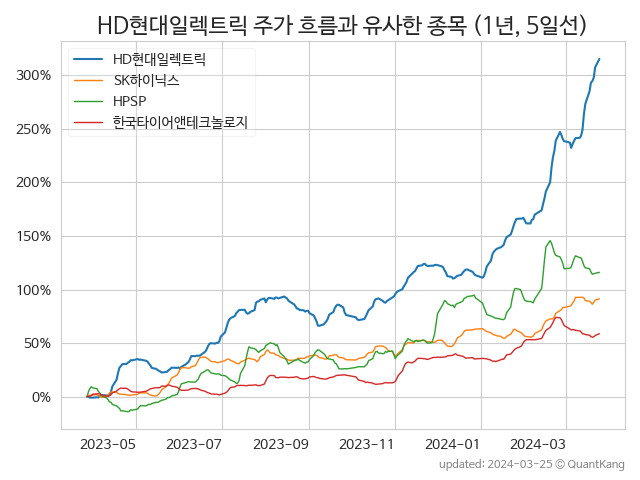 HD현대일렉트릭 주가 흐름과 유사한 종목 (1년, 5일선)
HD현대일렉트릭
SK하이닉스
HPSP
한국타이어앤테크놀로지
300%
250%
200%
150%
100%
50%
0%
2023-05 2023-07 2023-09 2023-11 2024-01 2024-03
updated: 2024-03-25 © QuantKang